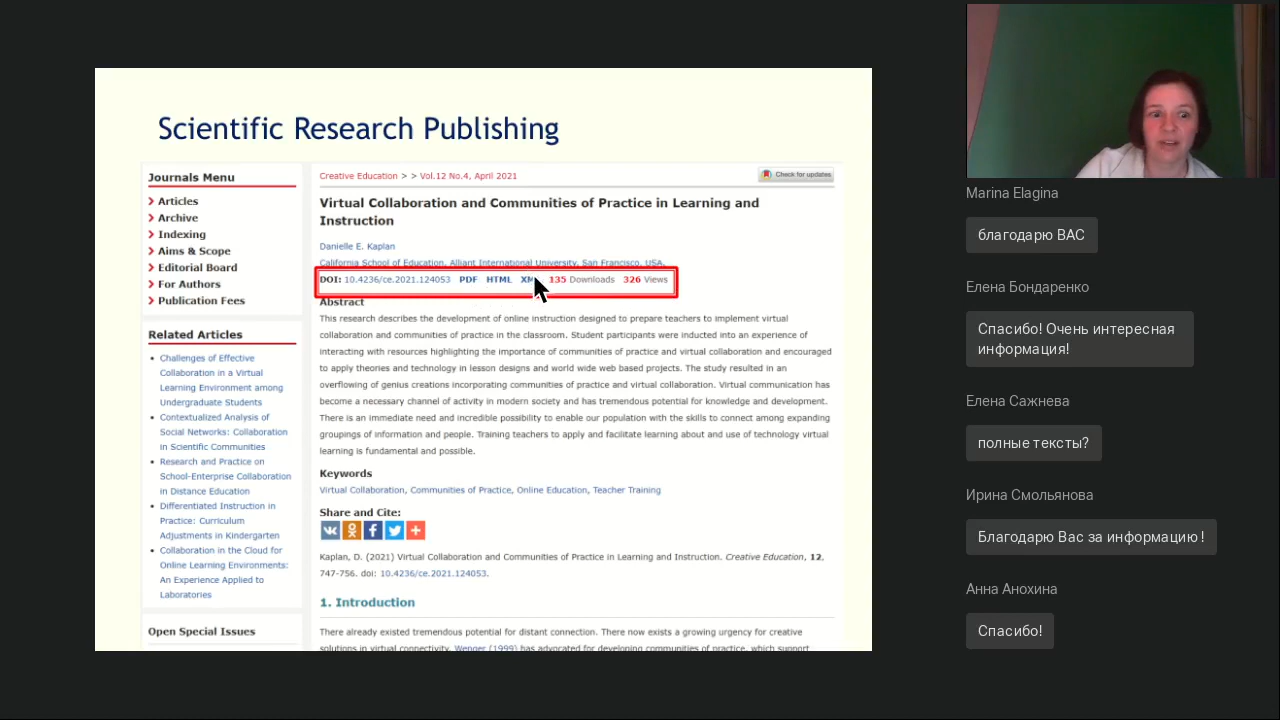 Scientific Research Publishing
Journals Menu
Articles
Archive
Indexing
Aims & Scope
Editorial Board
For Authors
Publication Fees
Related Articles
Challenges of Effective
Collaboration in a Virtual
Learning Environment among
Undergraduate Students
Contextualized Analysis of
Social Networks: Collaboration
in Scientific Communities
Research and Practice on
School-Enterprise Collaboration
in Distance Education
Differentiated Instruction in
Practice: Curriculum
Adjustments in Kindergarten
Collaboration in the Cloud for
Online Learning Environments:
An Experience Applied to
Laboratories
Open Special Issues
Creative Education > > Vol.12 No.4, April 2021
Check for updates
Virtual Collaboration and Communities of Practice in Learning and
Instruction
Danielle E. Kaplan
California School of Education, Alliant International University, San Francisco, USA.
DOI: 10.4236/ce.2021.124053 PDF HTML 135 Downloads 326 Views
Abstract
This research describes the development of online instruction designed to prepare teachers to implement virtual
collaboration and communities of practice in the classroom. Student participants were inducted into an experience of
interacting with resources highlighting the importance of communities of practice and virtual collaboration and encouraged
to apply theories and technology in lesson designs and world wide web based projects. The study resulted in an
overflowing of genius creations incorporating communities of practice and virtual collaboration. Virtual communication has
become a necessary channel of activity in modern society and has tremendous potential for knowledge and development.
There is an immediate need and incredible possibility to enable our population with the skills to connect among expanding
groupings of information and people. Training teachers to apply and facilitate learning about and use of technology virtual
learning is fundamental and possible.
Keywords
Virtual Collaboration, Communities of Practice, Online Education, Teacher Training
Share and Cite:
Kaplan, D. (2021) Virtual Collaboration and Communities of Practice in Learning and Instruction. Creative Education, 12,
747-756. doi: 10.4236/ce.2021.124053.
1. Introduction
There already existed tremendous potential for distant connection. There now exists a growing urgency for creative
solutions in virtual connectivity. Wenger (1999) has advocated for developing communities of practice, which support
Marina Elagina
благодарю ВАС
Елена Бондаренко
Спасибо! Очень интересная
информация!
Елена Сажнева
полные тексты?
Ирина Смольянова
Благодарю Вас за информацию !
Анна Анохина
Спасибо!